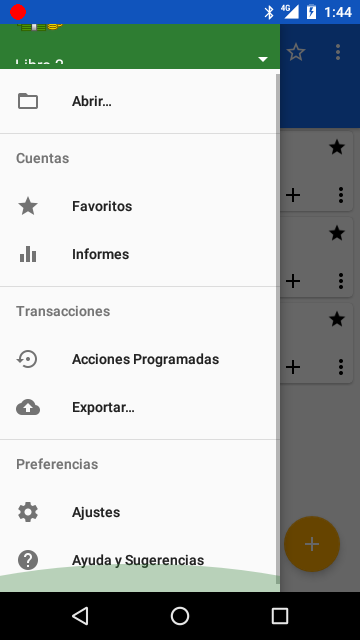 4G 1:44
Libro 2
Abrir...
Cuentas
Favoritos
Informes
Transacciones
Acciones Programadas
Exportar...
Preferencias
Ajustes
Ayuda y Sugerencias